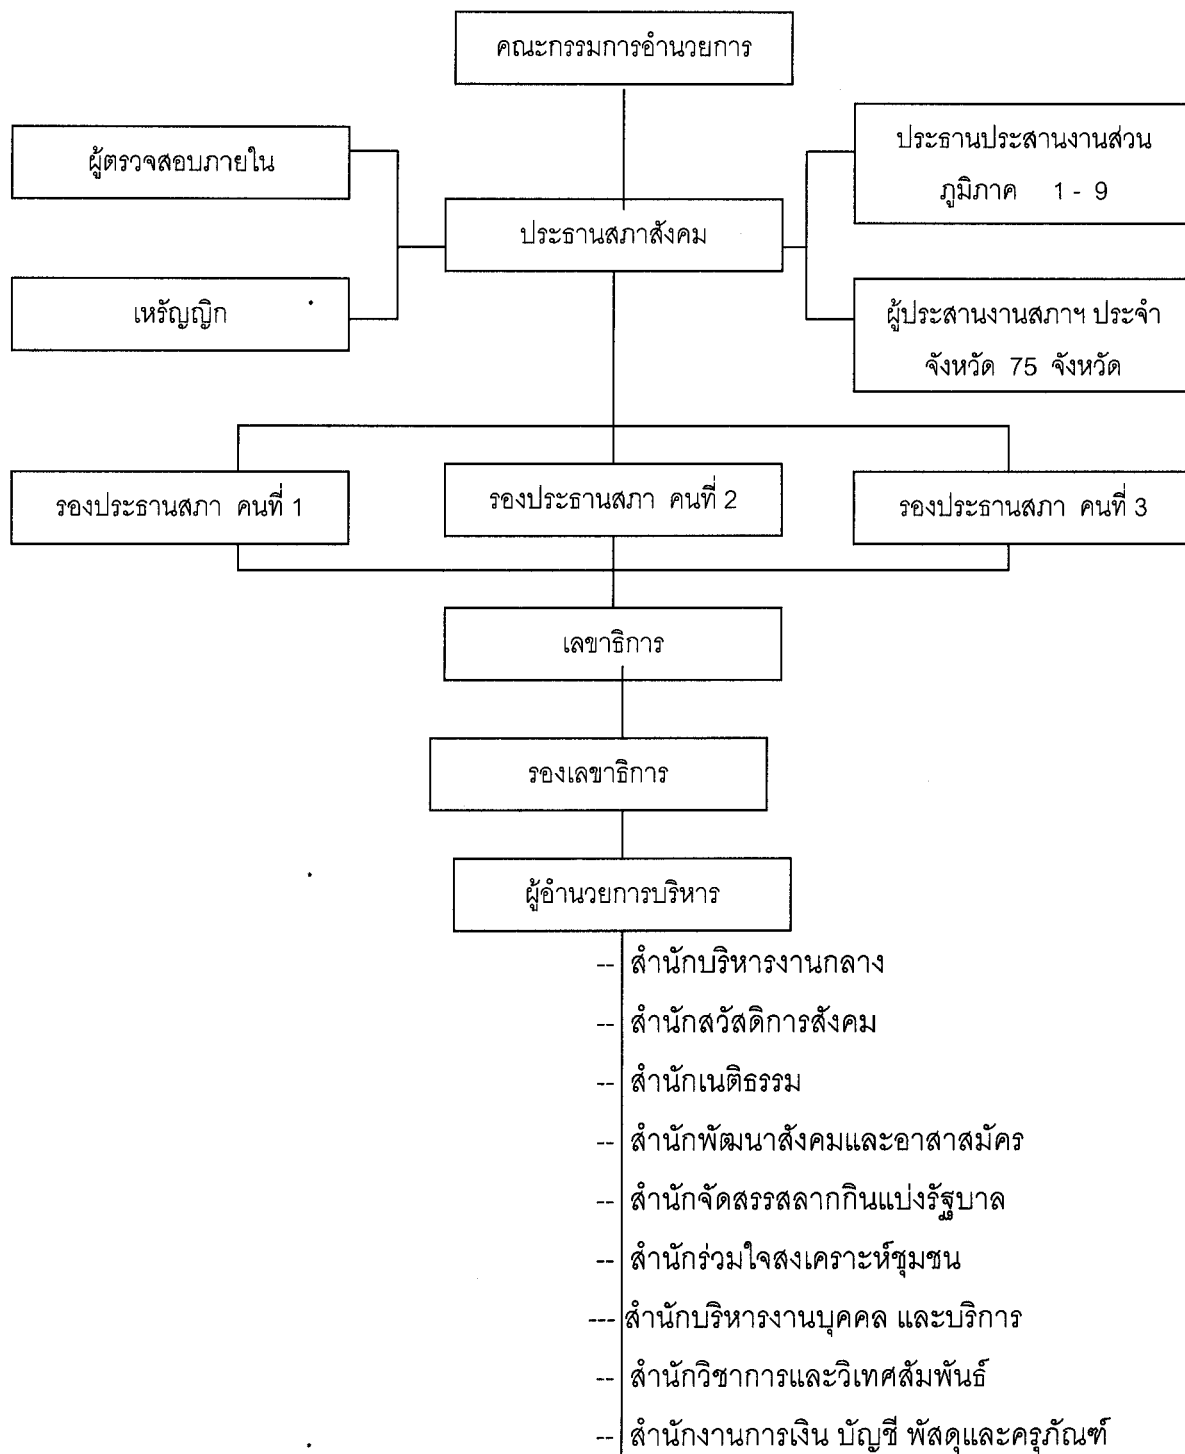 คณะกรรมการอำนวยการ
ผู้ตรวจสอบภายใน
ประธานประสานงานส่วน
ภูมิภาค 1 - 9
ประธานสภาสังคม
เหรัญญิก
ผู้ประสานงานสภาฯ ประจำ
จังหวัด 75 จังหวัด
รองประธานสภา คนที่ 1
รองประธานสภา คนที่ 2
รองประธานสภา คนที่ 3
เลขาธิการ
รองเลขาธิการ
ผู้อำนวยการบริหาร
-- สำนักบริหารงานกลาง
-- สำนักสวัสดิการสังคม
-- สำนักเนติธรรม
-- สำนักพัฒนาสังคมและอาสาสมัคร
-- สำนักจัดสรรสลากกินแบ่งรัฐบาล
-- สำนักร่วมใจสงเคราะห์ชุมชน
--- สำนักบริหารงานบุคคล และบริการ
-- สำนักวิชาการและวิเทศสัมพันธ์
-- สำนักงานการเงิน บัญชี พัสดุและครุภัณฑ์